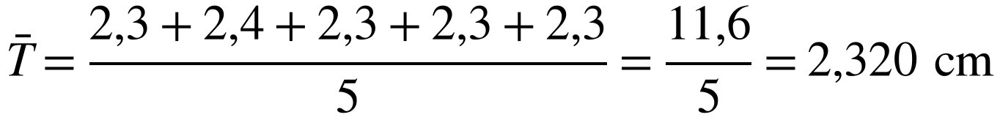 T̄ = (2,3 + 2,4 + 2,3 + 2,3 + 2,3)/5 = 11,6/5 = 2,320 cm